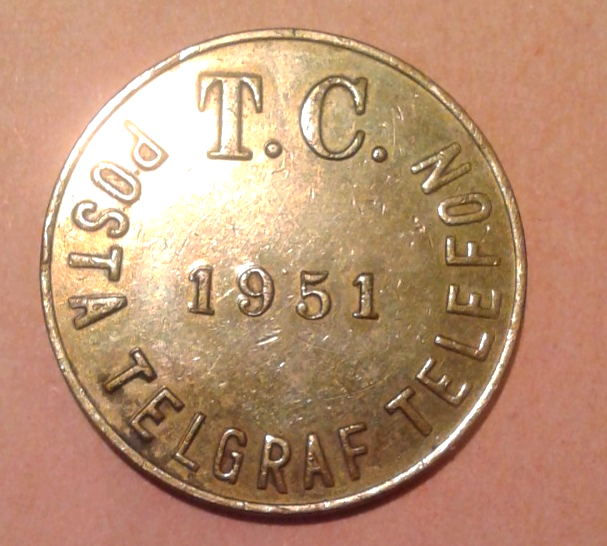 T.C.
1951
POSTA TELGRAF TELEFON